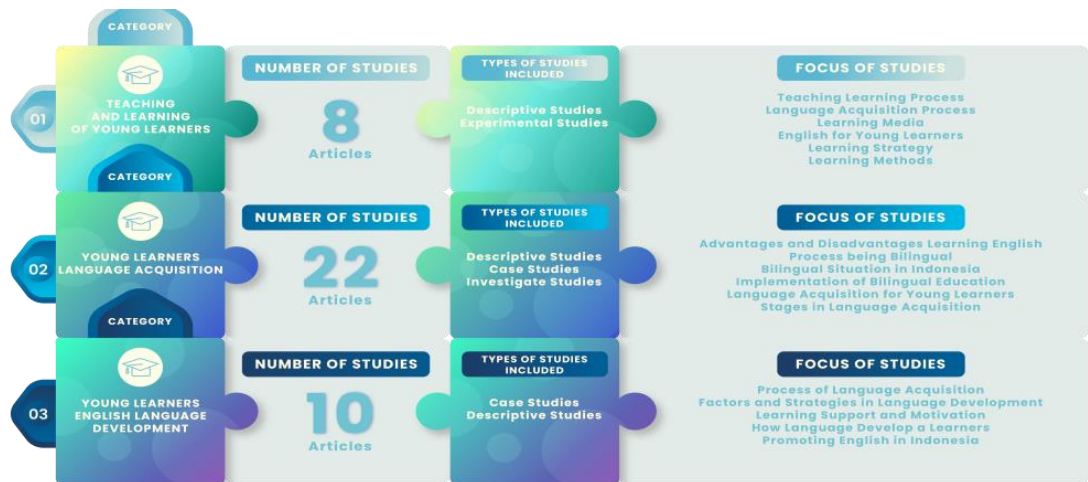 CATEGORY
01
TEACHING
AND LEARNING
OF YOUNG LEARNERS
NUMBER OF STUDIES
8
Articles
TYPES OF STUDIES
INCLUDED
Descriptive Studies
Experimental Studies
FOCUS OF STUDIES
Teaching Learning Process
Language Acquisition Process
Learning Media
English for Young Learners
Learning Strategy
Learning Methods
CATEGORY
02
YOUNG LEARNERS
LANGUAGE ACQUISITION
NUMBER OF STUDIES
22
Articles
TYPES OF STUDIES
INCLUDED
Descriptive Studies
Case Studies
Investigate Studies
FOCUS OF STUDIES
Advantages and Disadvantages Learning English
Process being Bilingual
Bilingual Situation in Indonesia
Implementation of Bilingual Education
Language Acquisition for Young Learners
Stages in Language Acquisition
CATEGORY
03
YOUNG LEARNERS
ENGLISH LANGUAGE
DEVELOPMENT
NUMBER OF STUDIES
10
Articles
TYPES OF STUDIES
INCLUDED
Case Studies
Descriptive Studies
FOCUS OF STUDIES
Process of Language Acquisition
Factors and Strategies in Language Development
Learning Support and Motivation
How Language Develop a Learners
Promoting English in Indonesia